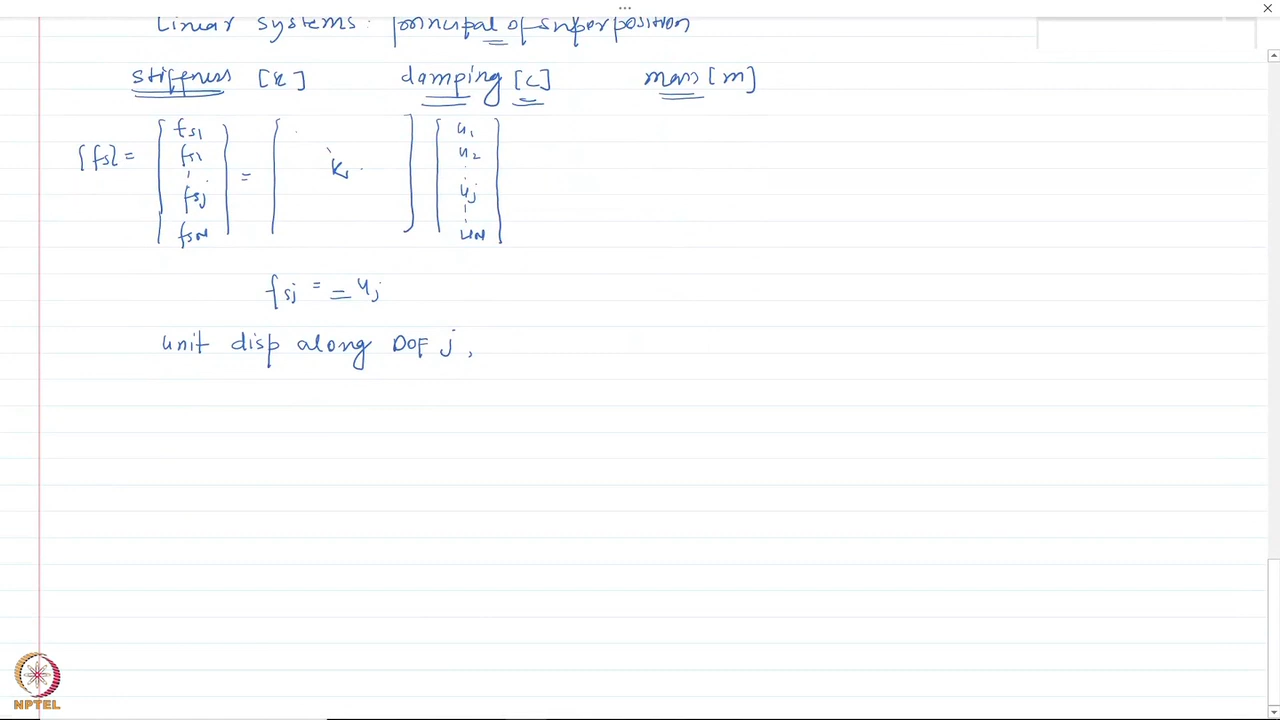 Linear systems: principal of superposition
stiffness [k] damping [c] mass [m]
[fs] = [fs1 fs1 fsj fsN] = [k] [u1 u2 uj uN]
fsj = = uj
unit disp along DOF j,
NPTEL